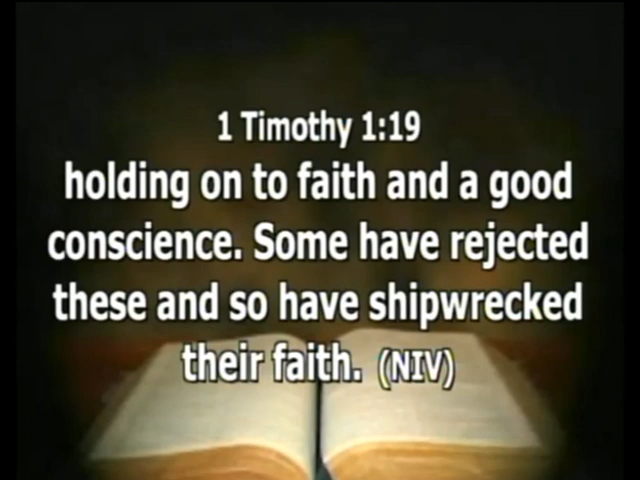 1 Timothy 1:19
holding on to faith and a good
conscience. Some have rejected
these and so have shipwrecked
their faith. (NIV)